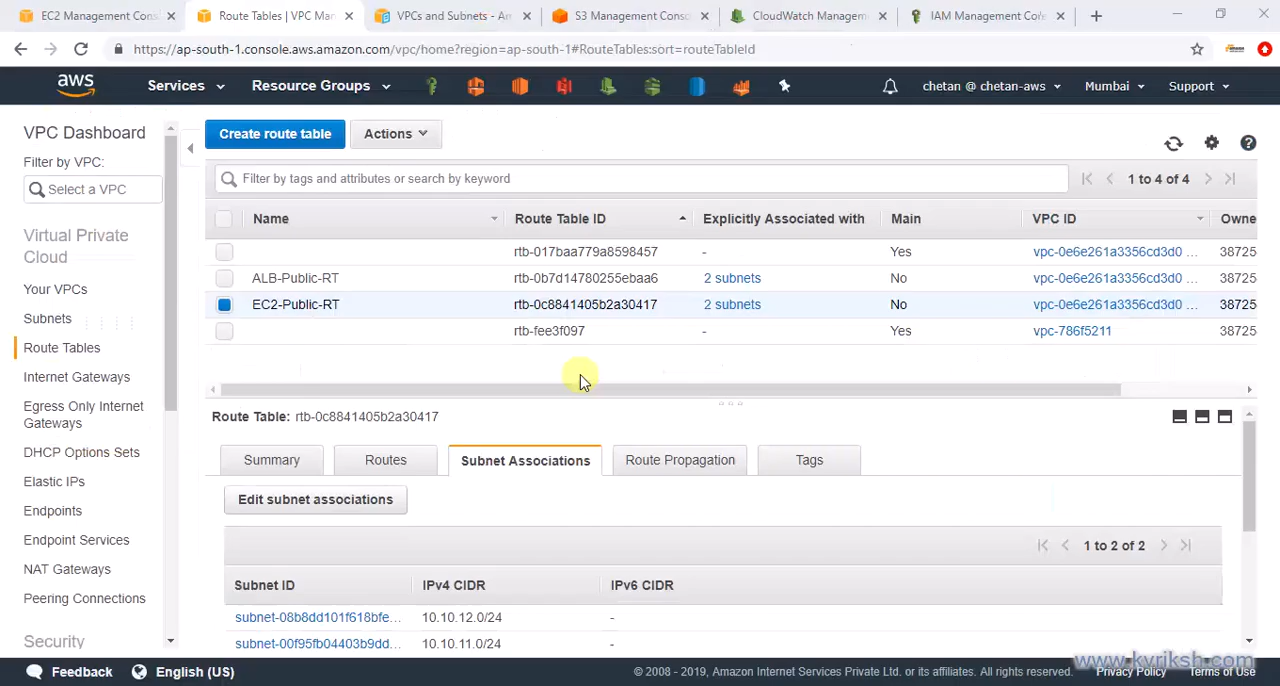 EC2 Management Cons
Route Tables | VPC Man
VPCs and Subnets - Am
S3 Management Conso
CloudWatch Managem
IAM Management Con
https://ap-south-1.console.aws.amazon.com/vpc/home?region=ap-south-1#RouteTables:sort=routeTableId
aws Services Resource Groups chetan @ chetan-aws Mumbai Support
VPC Dashboard
Filter by VPC:
Select a VPC
Virtual Private
Cloud
Your VPCs
Subnets
Route Tables
Internet Gateways
Egress Only Internet
Gateways
DHCP Options Sets
Elastic IPs
Endpoints
Endpoint Services
NAT Gateways
Peering Connections
Security
Create route table Actions
Filter by tags and attributes or search by keyword 1 to 4 of 4
Name Route Table ID Explicitly Associated with Main VPC ID Owne
rtb-017baa779a8598457 - Yes vpc-0e6e261a3356cd3d0 ... 38725
ALB-Public-RT rtb-0b7d14780255ebaa6 2 subnets No vpc-0e6e261a3356cd3d0 ... 38725
EC2-Public-RT rtb-0c8841405b2a30417 2 subnets No vpc-0e6e261a3356cd3d0 ... 38725
rtb-fee3f097 - Yes vpc-786f5211 38725
Route Table: rtb-0c8841405b2a30417
Summary Routes Subnet Associations Route Propagation Tags
Edit subnet associations
1 to 2 of 2
Subnet ID IPv4 CIDR IPv6 CIDR
subnet-08b8dd101f618bfe... 10.10.12.0/24 -
subnet-00f95fb04403b9dd... 10.10.11.0/24 -
Feedback English (US) © 2008 - 2019, Amazon Internet Services Private Ltd. or its affiliates. All rights reserved. Privacy Policy Terms of Use
www.kvriksh.com